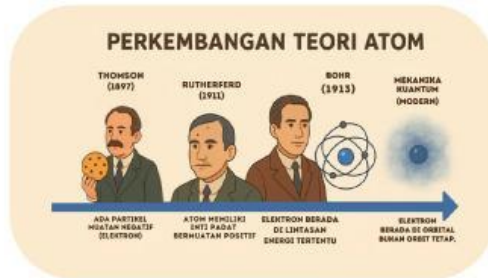 PERKEMBANGAN TEORI ATOM
THOMSON
(1897)
RUTHERFERD
(1911)
BOHR
(1913)
MEKANIKA
KUANTUM
(MODERN)
ADA PARTIKEL
MUATAN NEGATIF
(ELEKTRON)
ATOM MEMILIKI
INTI PADAT
BERMUATAN POSITIF
ELEKTRON BERADA
DI LINTASAN
ENERGI TERTENTU
ELEKTRON
BERADA DI ORBITAL
BUKAN ORBIT TETAP.